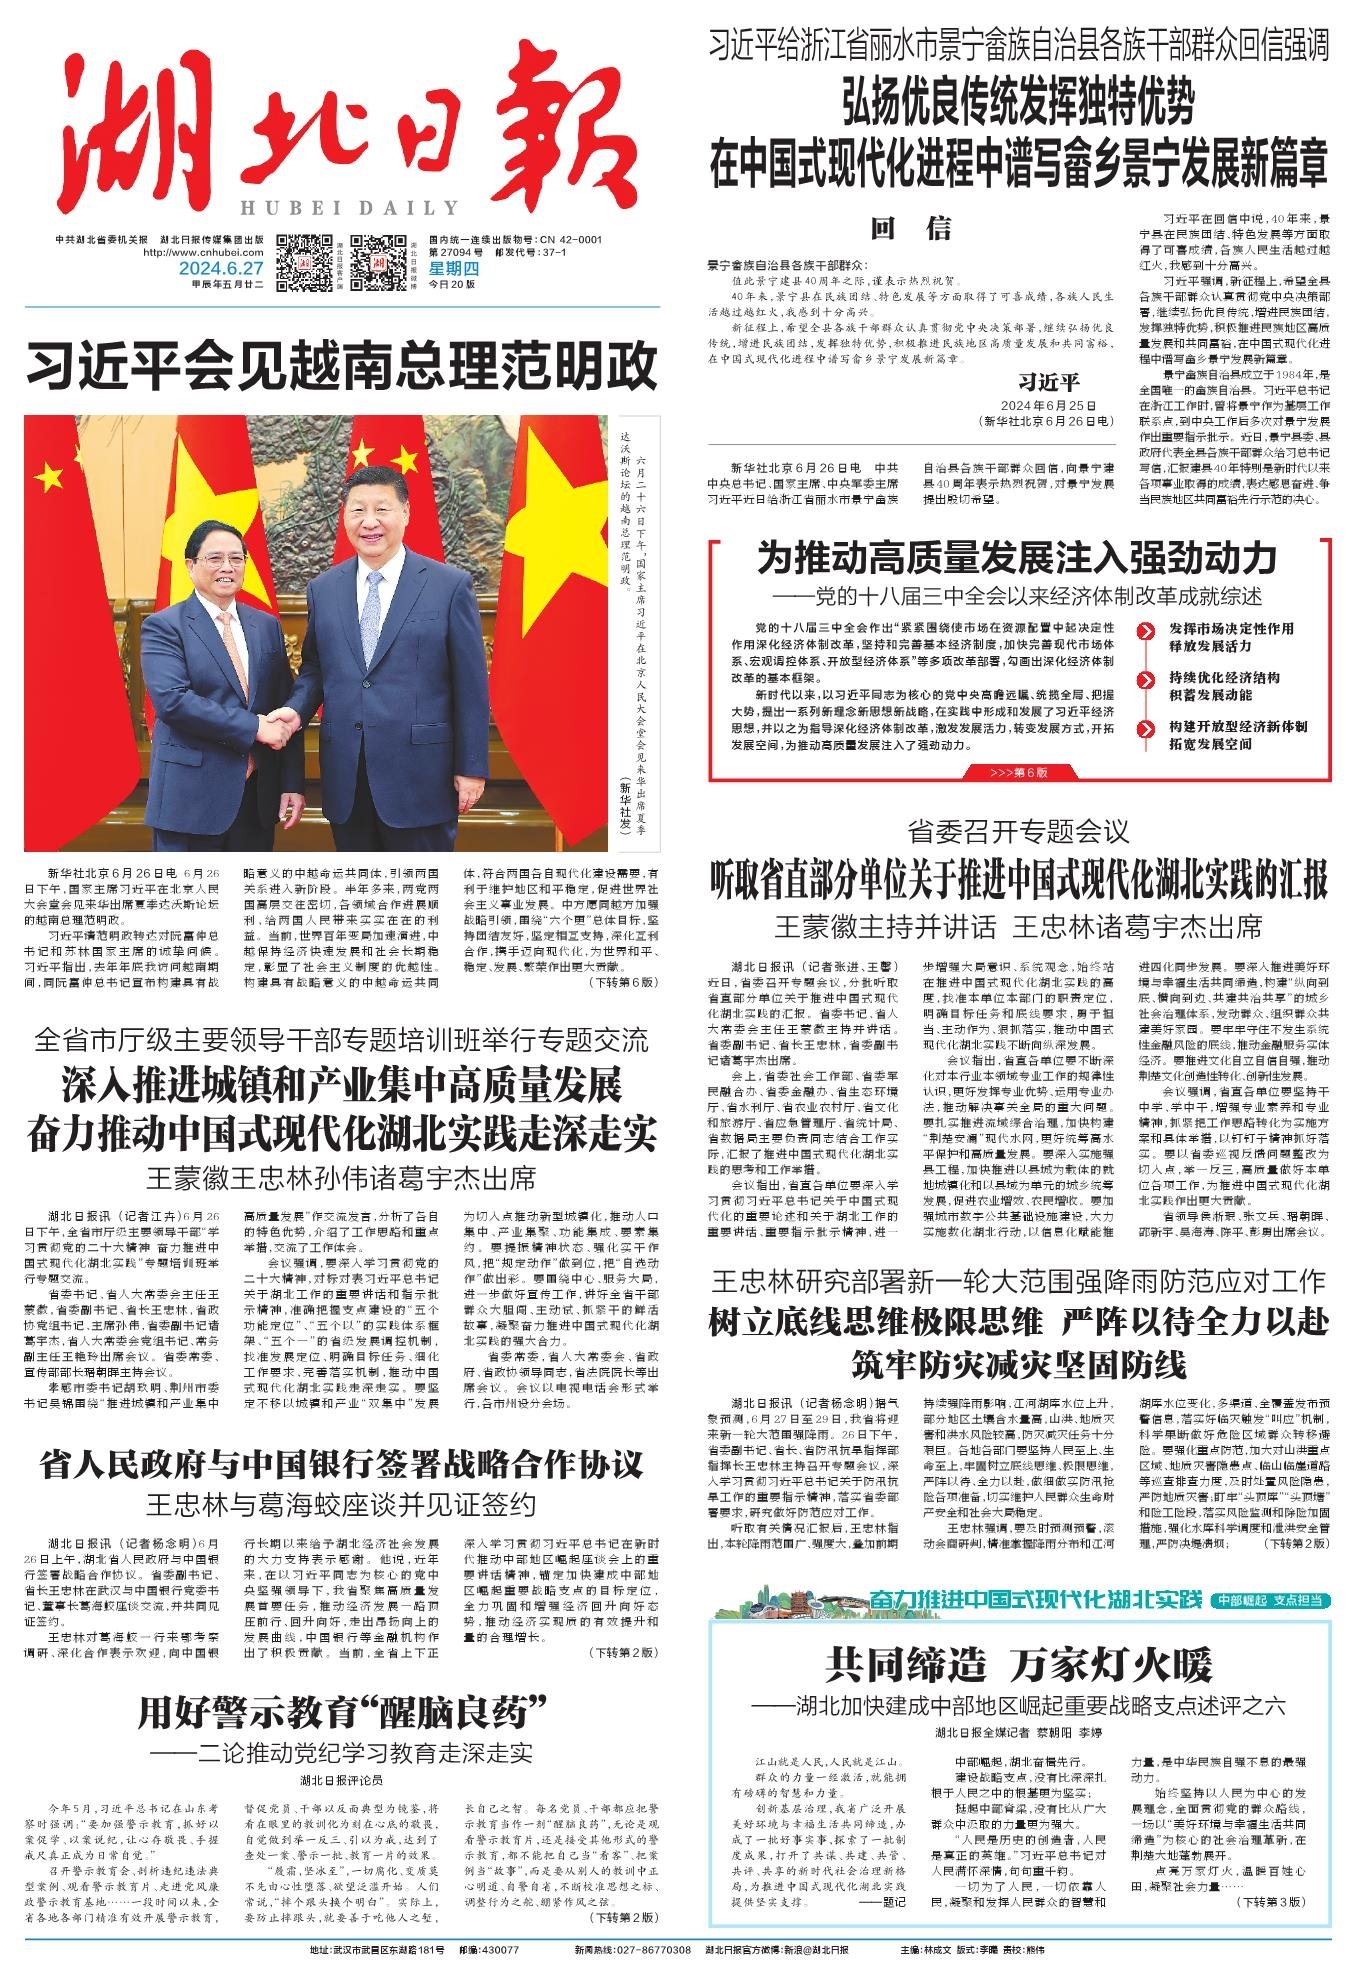 湖北日報
HUBEI DAILY
中共湖北省委机关报 湖北日报传媒集团出版
http://www.cnhubei.com
2024.6.27
甲辰年五月廿二
湖北日报客户端
湖北日报微博
国内统一连续出版物号：CN 42-0001
第27094号 邮发代号：37-1
星期四
今日20版
习近平会见越南总理范明政
六月二十六日下午，国家主席习近平在北京人民大会堂会见来华出席夏季
达沃斯论坛的越南总理范明政。
（新华社发）
新华社北京6月26日电 6月26
日下午，国家主席习近平在北京人民
大会堂会见来华出席夏季达沃斯论坛
的越南总理范明政。
习近平请范明政转达对阮富仲总
书记和苏林国家主席的诚挚问候。
习近平指出，去年年底我访问越南期
间，同阮富仲总书记宣布构建具有战
略意义的中越命运共同体，引领两国
关系进入新阶段。半年多来，两党两
国高层交往密切，各领域合作进展顺
利，给两国人民带来实实在在的利
益。当前，世界百年变局加速演进，中
越保持经济快速发展和社会长期稳
定，彰显了社会主义制度的优越性。
构建具有战略意义的中越命运共同
体，符合两国各自现代化建设需要，有
利于维护地区和平稳定，促进世界社
会主义事业发展。中方愿同越方加强
战略引领，围绕“六个更”总体目标，坚
持团结友好，坚定相互支持，深化互利
合作，携手迈向现代化，为世界和平、
稳定、发展、繁荣作出更大贡献。
（下转第6版）
全省市厅级主要领导干部专题培训班举行专题交流
深入推进城镇和产业集中高质量发展
奋力推动中国式现代化湖北实践走深走实
王蒙徽王忠林孙伟诸葛宇杰出席
湖北日报讯（记者江卉）6月26
日下午，全省市厅级主要领导干部“学
习贯彻党的二十大精神 奋力推进中
国式现代化湖北实践”专题培训班举
行专题交流。
省委书记、省人大常委会主任王
蒙徽，省委副书记、省长王忠林，省政
协党组书记、主席孙伟，省委副书记诸
葛宇杰，省人大常委会党组书记、常务
副主任王艳玲出席会议。省委常委、
宣传部部长琚朝晖主持会议。
孝感市委书记胡玖明、荆州市委
书记吴锦围绕“推进城镇和产业集中
高质量发展”作交流发言，分析了各自
的特色优势，介绍了工作思路和重点
举措，交流了工作体会。
会议强调，要深入学习贯彻党的
二十大精神，对标对表习近平总书记
关于湖北工作的重要讲话和指示批
示精神，准确把握支点建设的“五个
功能定位”、“五个以”的实践体系框
架、“五个一”的省级发展调控机制，
找准发展定位、明确目标任务、细化
工作要求、完善落实机制，推动中国
式现代化湖北实践走深走实。要坚
定不移以城镇和产业“双集中”发展
为切入点推动新型城镇化，推动人口
集中、产业集聚、功能集成、要素集
约。要提振精神状态、强化实干作
风，把“规定动作”做到位，把“自选动
作”做出彩。要围绕中心、服务大局，
进一步做好宣传工作，讲好全省干部
群众大胆闯、主动试、抓紧干的鲜活
故事，凝聚奋力推进中国式现代化湖
北实践的强大合力。
省委常委，省人大常委会、省政
府、省政协领导同志，省法院院长等出
席会议。会议以电视电话会形式举
行，各市州设分会场。
省人民政府与中国银行签署战略合作协议
王忠林与葛海蛟座谈并见证签约
湖北日报讯（记者杨念明）6月
26日上午，湖北省人民政府与中国银
行签署战略合作协议。省委副书记、
省长王忠林在武汉与中国银行党委书
记、董事长葛海蛟座谈交流，并共同见
证签约。
王忠林对葛海蛟一行来鄂考察
调研、深化合作表示欢迎，向中国银
行长期以来给予湖北经济社会发展
的大力支持表示感谢。他说，近年
来，在以习近平同志为核心的党中
央坚强领导下，我省聚焦高质量发
展首要任务，推动经济发展一路顶
压前行、回升向好，走出昂扬向上的
发展曲线，中国银行等金融机构作
出了积极贡献。当前，全省上下正
深入学习贯彻习近平总书记在新时
代推动中部地区崛起座谈会上的重
要讲话精神，锚定加快建成中部地
区崛起重要战略支点的目标定位，
全力巩固和增强经济回升向好态
势，推动经济实现质的有效提升和
量的合理增长。
（下转第2版）
用好警示教育“醒脑良药”
——二论推动党纪学习教育走深走实
湖北日报评论员
今年5月，习近平总书记在山东考
察时强调：“要加强警示教育，抓好以
案促学、以案说纪，让心存敬畏、手握
戒尺真正成为日常自觉。”
召开警示教育会、剖析违纪违法典
型案例、观看警示教育片、走进党风廉
政警示教育基地……一段时间以来，全
省各地各部门精准有效开展警示教育，
督促党员、干部以反面典型为镜鉴，将
看在眼里的教训化为刻在心底的敬畏，
自觉做到举一反三、引以为戒，达到了
查处一案、警示一批、教育一片的效果。
“履霜，坚冰至”，一切腐化、变质莫
不先由心性堕落、欲望泛滥开始。人们
常说，“摔个跟头捡个明白”。实际上，
要防止摔跟头，就要善于吃他人之堑，
长自己之智。每名党员、干部都应把警
示教育当作一剂“醒脑良药”，无论是观
看警示教育片，还是接受其他形式的警
示教育，都不能把自己当“看客”、把案
例当“故事”，而是要从别人的教训中正
心明道、自警自省，不断校准思想之标、
调整行为之舵、绷紧作风之弦。
（下转第2版）
习近平给浙江省丽水市景宁畲族自治县各族干部群众回信强调
弘扬优良传统发挥独特优势
在中国式现代化进程中谱写畲乡景宁发展新篇章
回 信
景宁畲族自治县各族干部群众：
值此景宁建县40周年之际，谨表示热烈祝贺。
40年来，景宁县在民族团结、特色发展等方面取得了可喜成绩，各族人民生
活越过越红火，我感到十分高兴。
新征程上，希望全县各族干部群众认真贯彻党中央决策部署，继续弘扬优良
传统，增进民族团结，发挥独特优势，积极推进民族地区高质量发展和共同富裕，
在中国式现代化进程中谱写畲乡景宁发展新篇章。
习近平
2024年6月25日
（新华社北京6月26日电）
新华社北京6月26日电 中共
中央总书记、国家主席、中央军委主席
习近平近日给浙江省丽水市景宁畲族
自治县各族干部群众回信，向景宁建
县40周年表示热烈祝贺，对景宁发展
提出殷切希望。
习近平在回信中说，40年来，景
宁县在民族团结、特色发展等方面取
得了可喜成绩，各族人民生活越过越
红火，我感到十分高兴。
习近平强调，新征程上，希望全县
各族干部群众认真贯彻党中央决策部
署，继续弘扬优良传统，增进民族团结，
发挥独特优势，积极推进民族地区高质
量发展和共同富裕，在中国式现代化进
程中谱写畲乡景宁发展新篇章。
景宁畲族自治县成立于1984年，是
全国唯一的畲族自治县。习近平总书记
在浙江工作时，曾将景宁作为基层工作
联系点，到中央工作后多次对景宁发展
作出重要指示批示。近日，景宁县委、县
政府代表全县各族干部群众给习总书记
写信，汇报建县40年特别是新时代以来
各项事业取得的成绩，表达感恩奋进、争
当民族地区共同富裕先行示范的决心。
为推动高质量发展注入强劲动力
——党的十八届三中全会以来经济体制改革成就综述
党的十八届三中全会作出“紧紧围绕使市场在资源配置中起决定性
作用深化经济体制改革，坚持和完善基本经济制度，加快完善现代市场体
系、宏观调控体系、开放型经济体系”等多项改革部署，勾画出深化经济体制
改革的基本框架。
新时代以来，以习近平同志为核心的党中央高瞻远瞩、统揽全局、把握
大势，提出一系列新理念新思想新战略，在实践中形成和发展了习近平经济
思想，并以之为指导深化经济体制改革，激发发展活力，转变发展方式，开拓
发展空间，为推动高质量发展注入了强劲动力。
发挥市场决定性作用
释放发展活力
持续优化经济结构
积蓄发展动能
构建开放型经济新体制
拓宽发展空间
>>>第6版
省委召开专题会议
听取省直部分单位关于推进中国式现代化湖北实践的汇报
王蒙徽主持并讲话 王忠林诸葛宇杰出席
湖北日报讯（记者张进、王馨）
近日，省委召开专题会议，分批听取
省直部分单位关于推进中国式现代
化湖北实践的汇报。省委书记、省人
大常委会主任王蒙徽主持并讲话。
省委副书记、省长王忠林，省委副书
记诸葛宇杰出席。
会上，省委社会工作部、省委军
民融合办、省委金融办、省生态环境
厅、省水利厅、省农业农村厅、省文化
和旅游厅、省应急管理厅、省统计局、
省数据局主要负责同志结合工作实
际，汇报了推进中国式现代化湖北实
践的思考和工作举措。
会议指出，省直各单位要深入学
习贯彻习近平总书记关于中国式现
代化的重要论述和关于湖北工作的
重要讲话、重要指示批示精神，进一
步增强大局意识、系统观念，始终站
在推进中国式现代化湖北实践的高
度，找准本单位本部门的职责定位，
明确目标任务和底线要求，勇于担
当、主动作为、狠抓落实，推动中国式
现代化湖北实践不断向纵深发展。
会议指出，省直各单位要不断深
化对本行业本领域专业工作的规律性
认识，更好发挥专业优势、运用专业办
法，推动解决事关全局的重大问题。
要扎实推进流域综合治理，加快构建
“荆楚安澜”现代水网，更好统筹高水
平保护和高质量发展。要深入实施强
县工程，加快推进以县城为载体的就
地城镇化和以县域为单元的城乡统筹
发展，促进农业增效、农民增收。要加
强城市数字公共基础设施建设，大力
实施数化湖北行动，以信息化赋能推
进四化同步发展。要深入推进美好环
境与幸福生活共同缔造，构建“纵向到
底、横向到边、共建共治共享”的城乡
社会治理体系，发动群众、组织群众共
建美好家园。要牢牢守住不发生系统
性金融风险的底线，推动金融服务实体
经济。要推进文化自立自信自强，推动
荆楚文化创造性转化、创新性发展。
会议强调，省直各单位要坚持干
中学、学中干，增强专业素养和专业
精神，抓紧把工作思路转化为实施方
案和具体举措，以钉钉子精神抓好落
实。要以省委巡视反馈问题整改为
切入点，举一反三，高质量做好本单
位各项工作，为推进中国式现代化湖
北实践作出更大贡献。
省领导侯淅珉、张文兵、琚朝晖、
邵新宇、吴海涛、陈平、彭勇出席会议。
王忠林研究部署新一轮大范围强降雨防范应对工作
树立底线思维极限思维 严阵以待全力以赴
筑牢防灾减灾坚固防线
湖北日报讯（记者杨念明）据气
象预测，6月27日至29日，我省将迎
来新一轮大范围强降雨。26日下午，
省委副书记、省长、省防汛抗旱指挥部
指挥长王忠林主持召开专题会议，深
入学习贯彻习近平总书记关于防汛抗
旱工作的重要指示精神，落实省委部
署要求，研究做好防范应对工作。
听取有关情况汇报后，王忠林指
出，本轮降雨范围广、强度大，叠加前期
持续强降雨影响，江河湖库水位上升，
部分地区土壤含水量高，山洪、地质灾
害和洪水风险较高，防灾减灾任务十分
艰巨。各地各部门要坚持人民至上、生
命至上，牢固树立底线思维、极限思维，
严阵以待、全力以赴，做细做实防汛抢
险各项准备，切实维护人民群众生命财
产安全和社会大局稳定。
王忠林强调，要及时预测预警，滚
动会商研判，精准掌握降雨分布和江河
湖库水位变化，多渠道、全覆盖发布预
警信息，落实好临灾触发“叫应”机制，
科学果断做好危险区域群众转移避
险。要强化重点防范，加大对山洪重点
区域、地质灾害隐患点、临山临崖道路
等巡查排查力度，及时处置风险隐患，
严防地质灾害；盯牢“头顶库”“头顶塘”
和险工险段，落实风险监测和除险加固
措施，强化水库科学调度和泄洪安全管
理，严防决堤溃坝；
（下转第2版）
奋力推进中国式现代化湖北实践
中部崛起 支点担当
共同缔造 万家灯火暖
——湖北加快建成中部地区崛起重要战略支点述评之六
湖北日报全媒记者 蔡朝阳 李婷
江山就是人民，人民就是江山。
群众的力量一经激活，就能拥
有磅礴的智慧和力量。
创新基层治理，我省广泛开展
美好环境与幸福生活共同缔造，办
成了一批好事实事，探索了一批制
度成果，打开了共谋、共建、共管、
共评、共享的新时代社会治理新格
局，为推进中国式现代化湖北实践
提供坚实支撑。
——题记
中部崛起，湖北奋楫先行。
建设战略支点，没有比深深扎
根于人民之中的根基更为坚实；
挺起中部脊梁，没有比从广大
群众中汲取的力量更为强大。
“人民是历史的创造者，人民
是真正的英雄。”习近平总书记对
人民满怀深情，句句重千钧。
一切为了人民，一切依靠人
民，凝聚和发挥人民群众的智慧和
力量，是中华民族自强不息的最强
动力。
始终坚持以人民为中心的发
展理念，全面贯彻党的群众路线，
一场以“美好环境与幸福生活共同
缔造”为核心的社会治理革新，在
荆楚大地蓬勃展开。
点亮万家灯火，温暖百姓心
田，凝聚社会力量……
（下转第3版）
地址：武汉市武昌区东湖路181号 邮编：430077 新闻热线：027-86770308 湖北日报官方微博：新浪@湖北日报 主编：林成文 版式：李曦 责校：熊伟